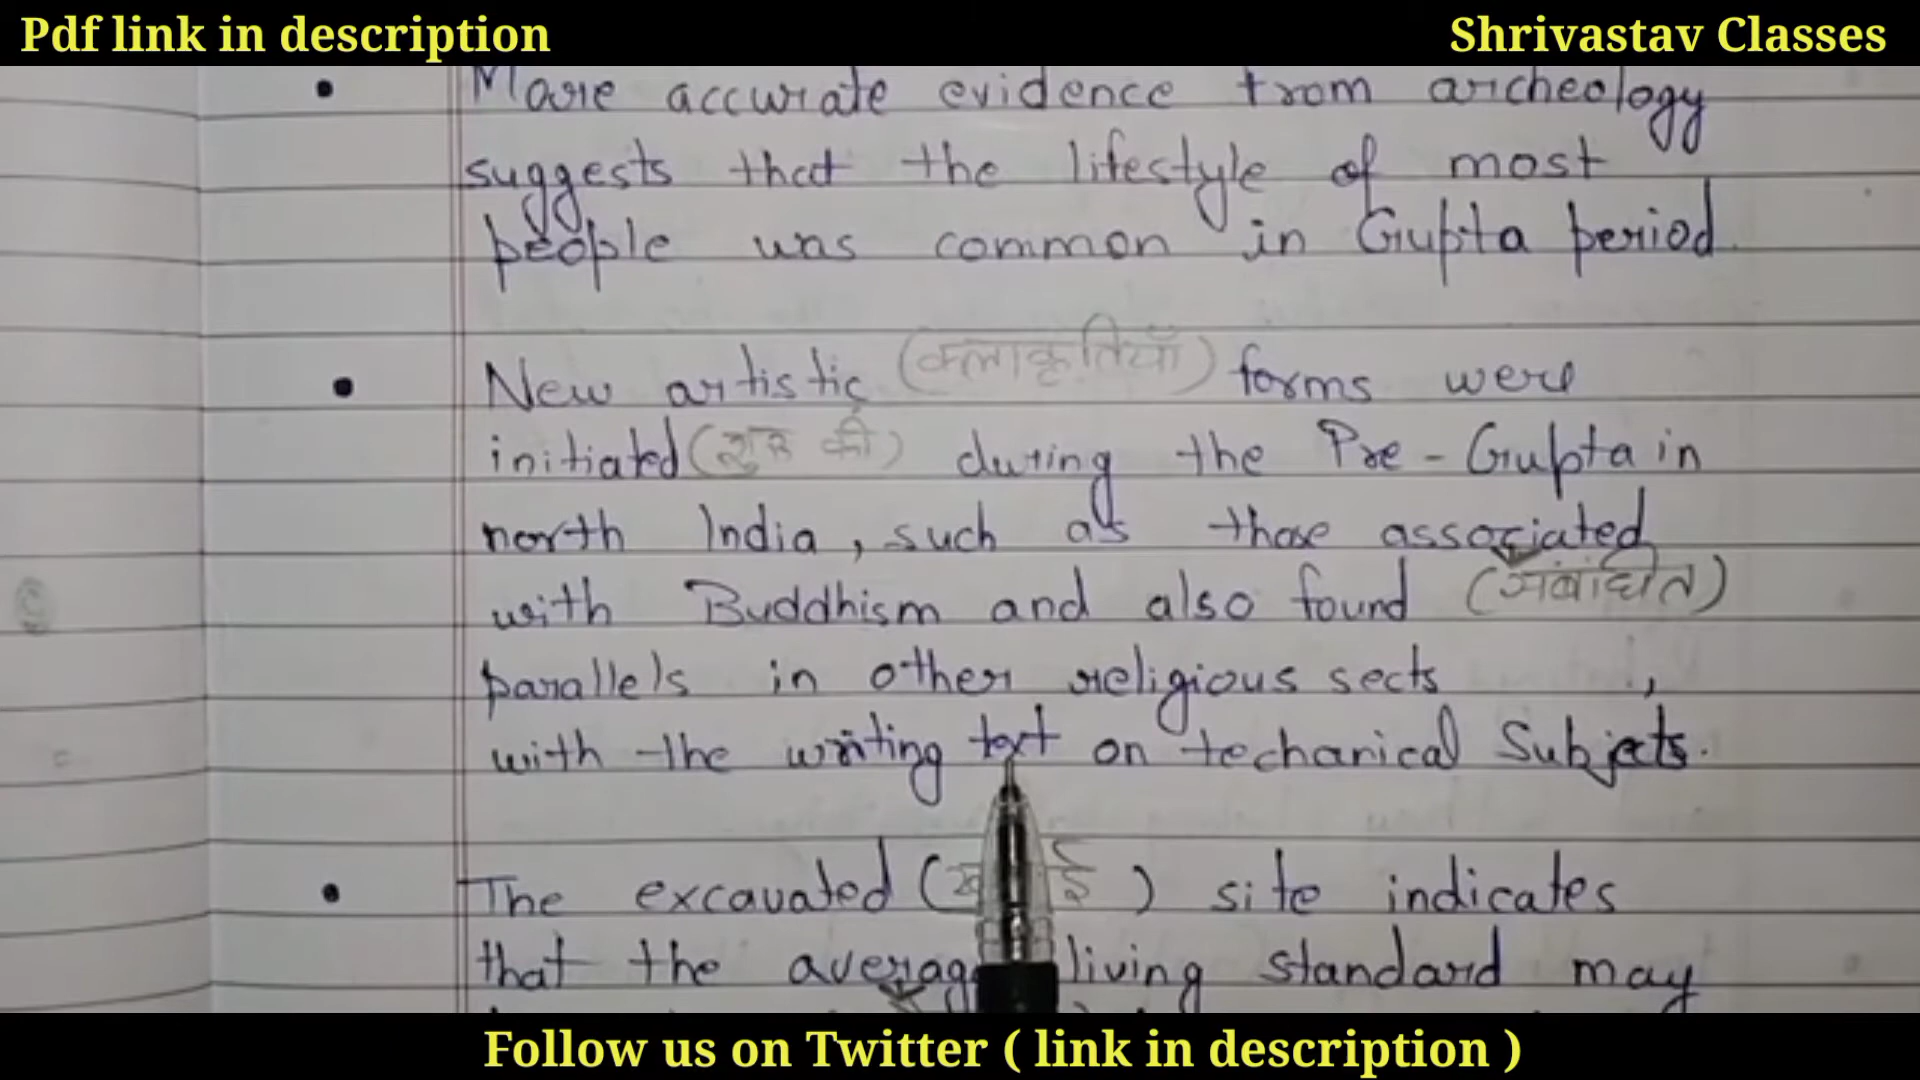 Pdf link in description
Shrivastav Classes
• More accurate evidence from archeology
suggests that the lifestyle of most
people was common in Gupta period.
• New artistic (कलाकृतियाँ) forms were
initiated (शुरू की) during the Pre-Gupta in
north India, such as those associated
with Buddhism and also found (संबंधित)
parallels in other religious sects ,
with the writing text on techanical Subjects.
• The excavated ( ) site indicates
that the average living standard may
Follow us on Twitter ( link in description )